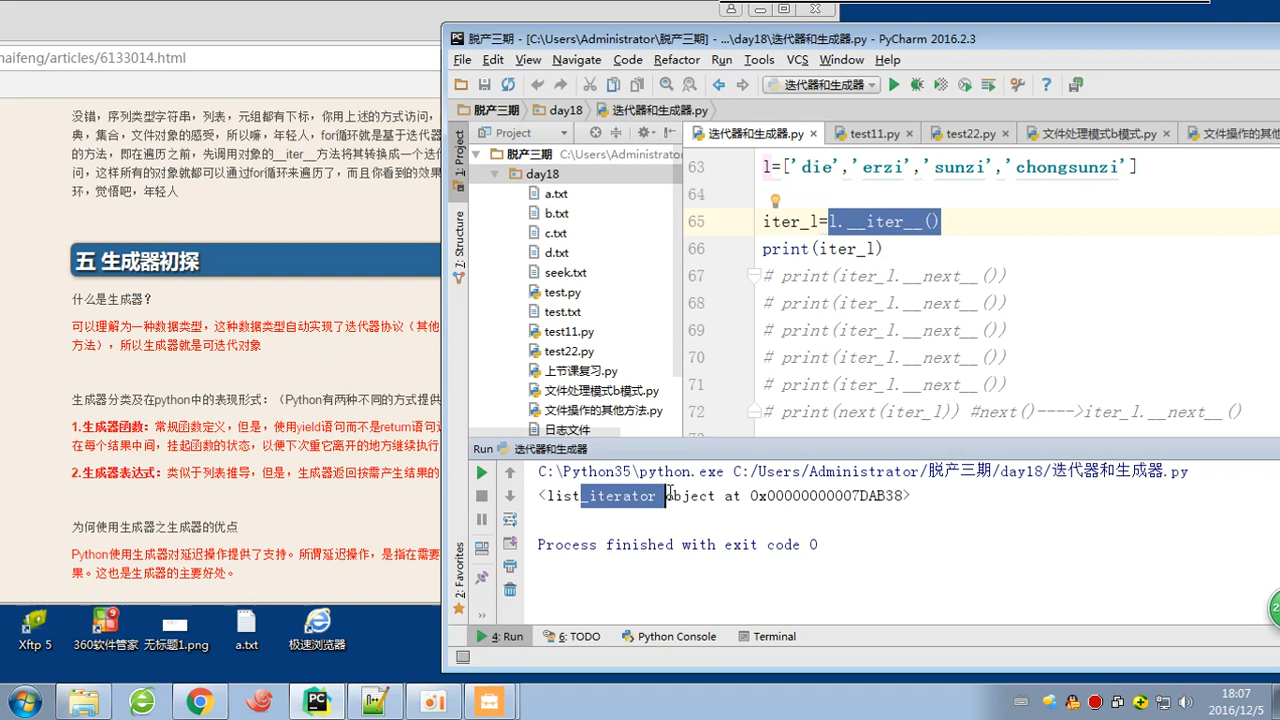 naifeng/articles/6133014.html
没错，序列类型字符串，列表，元组都有下标，你用上述的方式访问，
典，集合，文件对象的感受，所以嘛，年轻人，for循环就是基于迭代器
的方法，即在遍历之前，先调用对象的__iter__方法将其转换成一个迭
问，这样所有的对象就都可以通过for循环来遍历了，而且你看到的效果
环，觉悟吧，年轻人
五 生成器初探
什么是生成器？
可以理解为一种数据类型，这种数据类型自动实现了迭代器协议（其他
方法），所以生成器就是可迭代对象
生成器分类及在python中的表现形式：（Python有两种不同的方式提供
1.生成器函数：常规函数定义，但是，使用yield语句而不是return语句
在每个结果中间，挂起函数的状态，以便下次重它离开的地方继续执行
2.生成器表达式：类似于列表推导，但是，生成器返回按需产生结果的
为何使用生成器之生成器的优点
Python使用生成器对延迟操作提供了支持。所谓延迟操作，是指在需要
果。这也是生成器的主要好处。
Xftp 5
360软件管家
无标题1.png
a.txt
极速浏览器
脱产三期 - [C:\Users\Administrator\脱产三期] - ...\day18\迭代器和生成器.py - PyCharm 2016.2.3
File Edit View Navigate Code Refactor Run Tools VCS Window Help
迭代器和生成器
脱产三期 day18 迭代器和生成器.py
1: Project
7: Structure
2: Favorites
Project
脱产三期 C:\Users\Administrato
day18
a.txt
b.txt
c.txt
d.txt
seek.txt
test.py
test.txt
test11.py
test22.py
上节课复习.py
文件处理模式b模式.py
文件操作的其他方法.py
日志文件
迭代器和生成器.py test11.py test22.py 文件处理模式b模式.py 文件操作的其
63 l=['die','erzi','sunzi','chongsunzi']
64
65 iter_l=l.__iter__()
66 print(iter_l)
67 # print(iter_l.__next__())
68 # print(iter_l.__next__())
69 # print(iter_l.__next__())
70 # print(iter_l.__next__())
71 # print(iter_l.__next__())
72 # print(next(iter_l)) #next()---->iter_l.__next__()
Run 迭代器和生成器
C:\Python35\python.exe C:/Users/Administrator/脱产三期/day18/迭代器和生成器.py
<list_iterator object at 0x00000000007DAB38>
Process finished with exit code 0
4: Run 6: TODO Python Console Terminal
18:07
2016/12/5